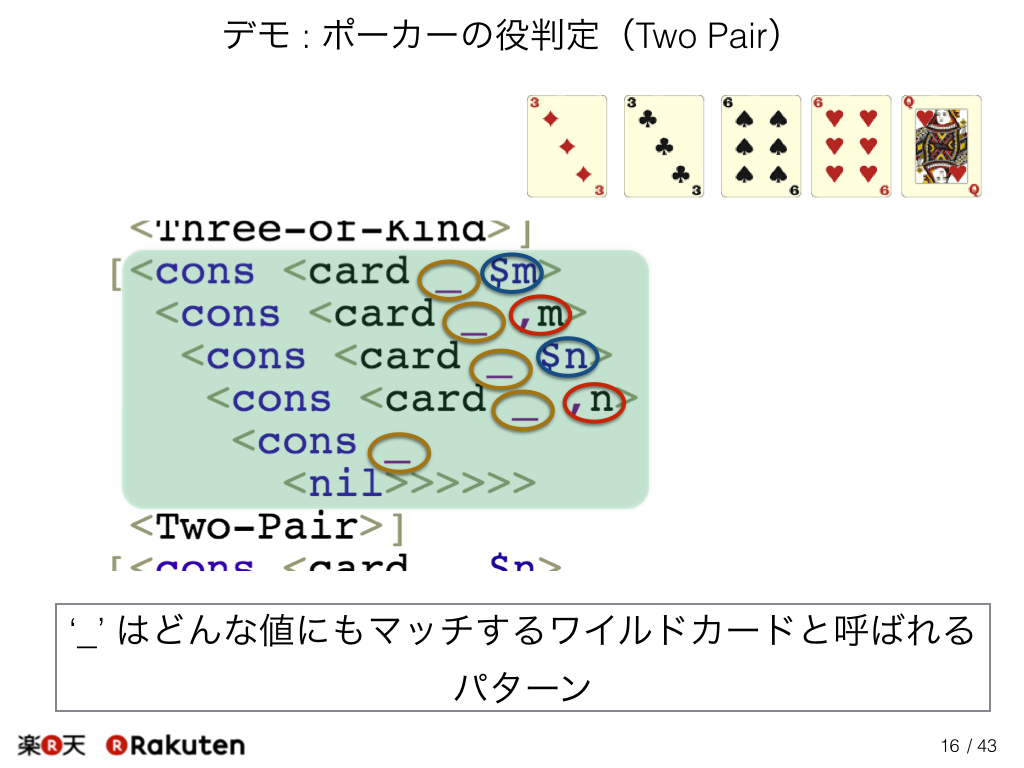 デモ : ポーカーの役判定（Two Pair）
3 3 6 6 Q
3 3 6 6 Q
<Three-of-Kind>]
[<cons <card _ $m>
<cons <card _ ,m>
<cons <card _ $n>
<cons <card _ ,n>
<cons _
<nil>>>>>>>
<Two-Pair>]
[<cons <card _ $n>
‘_’ はどんな値にもマッチするワイルドカードと呼ばれる
パターン
楽R天 R Rakuten
16 / 43